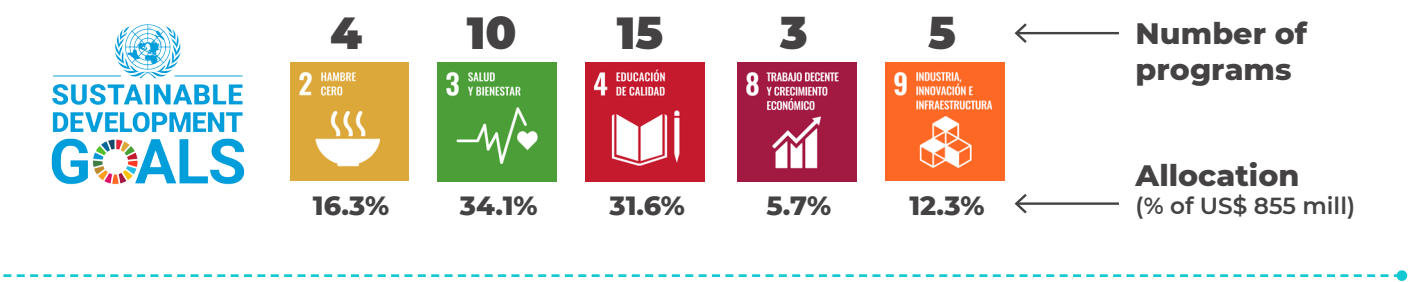 4
10
15
3
5
Number of
programs
SUSTAINABLE
DEVELOPMENT
GOALS
2 HAMBRE
CERO
3 SALUD
Y BIENESTAR
4 EDUCACIÓN
DE CALIDAD
8 TRABAJO DECENTE
Y CRECIMIENTO
ECONÓMICO
9 INDUSTRIA,
INNOVACIÓN E
INFRAESTRUCTURA
16.3%
34.1%
31.6%
5.7%
12.3%
Allocation
(% of US$ 855 mill)